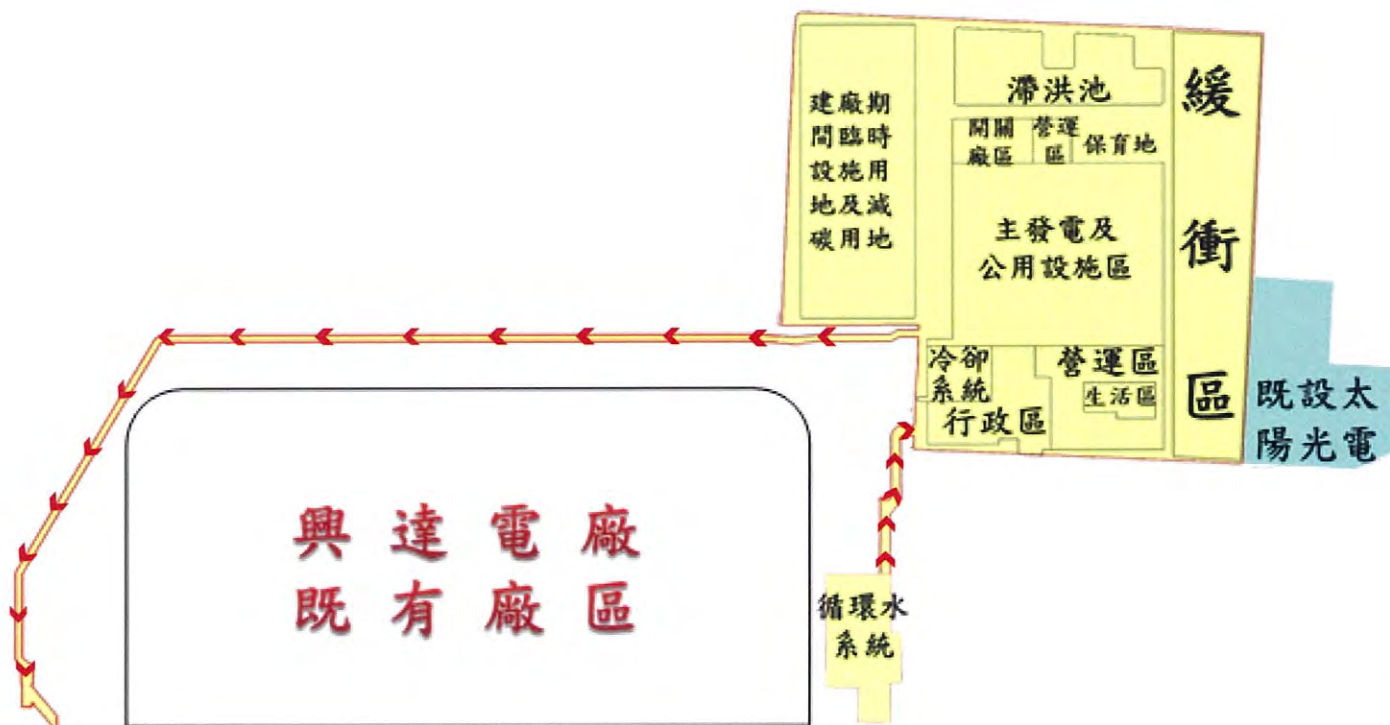 建廠期
間臨時
設施用
地及減
碳用地
滯洪池
開關
廠區
營運
區
保育地
主發電及
公用設施區
緩
衝
區
冷卻
系統
行政區
營運區
生活區
既設太
陽光電
興達電廠
既有廠區
循環水
系統